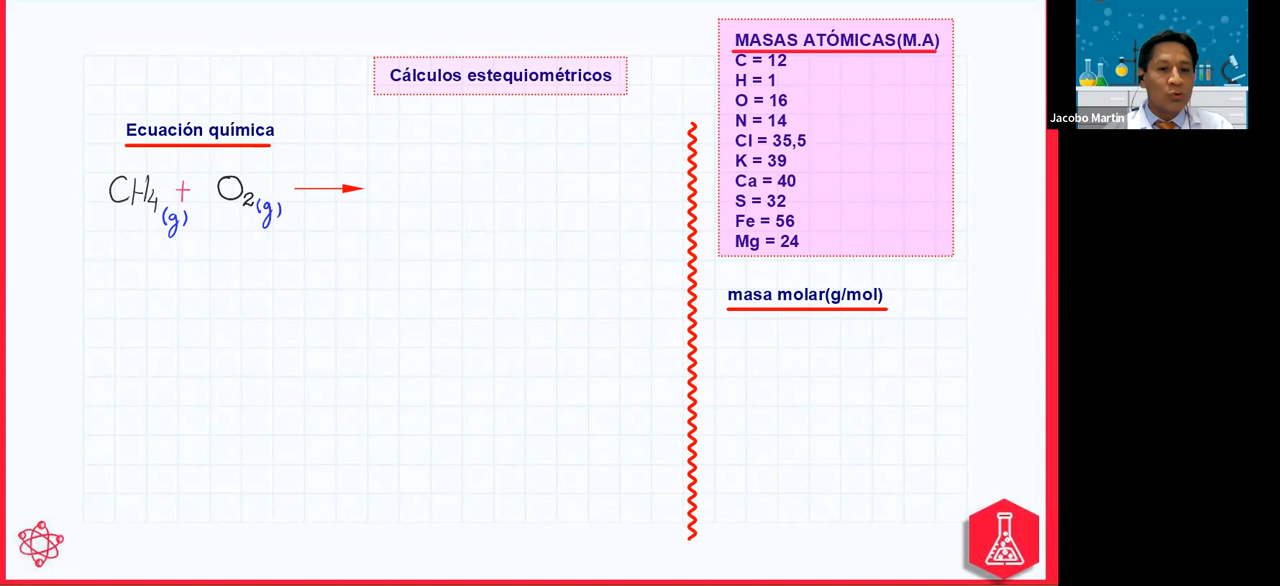 Cálculos estequiométricos
Ecuación química
CH4(g) + O2(g) →
MASAS ATÓMICAS(M.A)
C = 12
H = 1
O = 16
N = 14
Cl = 35,5
K = 39
Ca = 40
S = 32
Fe = 56
Mg = 24
masa molar(g/mol)
Jacobo Martin